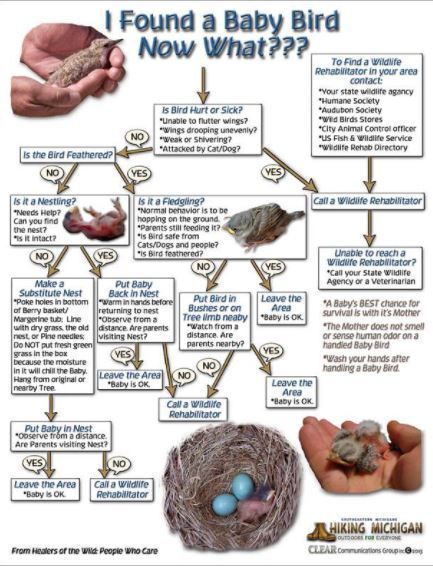 I Found a Baby Bird
Now What???
To Find a Wildlife
Rehabilitator in your area
contact:
*Your state wildlife agancy
*Humane Society
*Audubon Society
*Wild Birds Stores
*City Animal Control officer
*US Fish & Wildlife Service
*Wildlife Rehab Directory
Is Bird Hurt or Sick?
*Unable to flutter wings?
*Wings drooping unevenly?
*Weak or Shivering?
*Attacked by Cat/Dog?
NO
YES
Is the Bird Feathered?
NO
YES
Is it a Nestling?
*Needs Help?
Can you find
the nest?
*Is it intact?
Is it a Fledgling?
*Normal behavior is to be
hopping on the ground.
*Parents still feeding it?
*Is Bird safe from
Cats/Dogs and people?
*Is Bird feathered?
Call a Wildlife Rehabilitator
Unable to reach a
Wildlife Rehabilitator?
*Call your State Wildlife
Agency or a Veterinarian
NO
YES
NO
YES
Make a
Substitute Nest
*Poke holes in bottom
of Berry basket/
Margerine tub; Line
with dry grass, the old
nest, or Pine needles;
Do NOT put fresh green
grass in the box
because the moisture
in it will chill the Baby.
Hang from original or
nearby Tree.
Put Baby
Back in Nest
*Warm in hands before
returning to nest
*Observe from a
distance. Are parents
visiting Nest?
Put Bird in
Bushes or on
Tree limb neaby
*Watch from a
distance. Are
parents nearby?
Leave the
Area
*Baby is OK.
*A Baby's BEST chance for
survival is with it's Mother
*The Mother does not smell
or sense human odor on a
handled Baby Bird
*Wash your hands after
handling a Baby Bird.
YES
NO
NO
YES
Leave the Area
*Baby is OK.
Leave the
Area
*Baby is OK.
Call a Wildlife
Rehabilitator
Put Baby in Nest
*Observe from a distance.
Are Parents visiting Nest?
YES
NO
Leave the Area
*Baby is OK.
Call a Wildlife
Rehabilitator
SOUTHEASTERN MICHIGAN
HIKING MICHIGAN
OUTDOORS FOR EVERYONE
CLEAR Communications Group
From Healers of the Wild: People Who Care